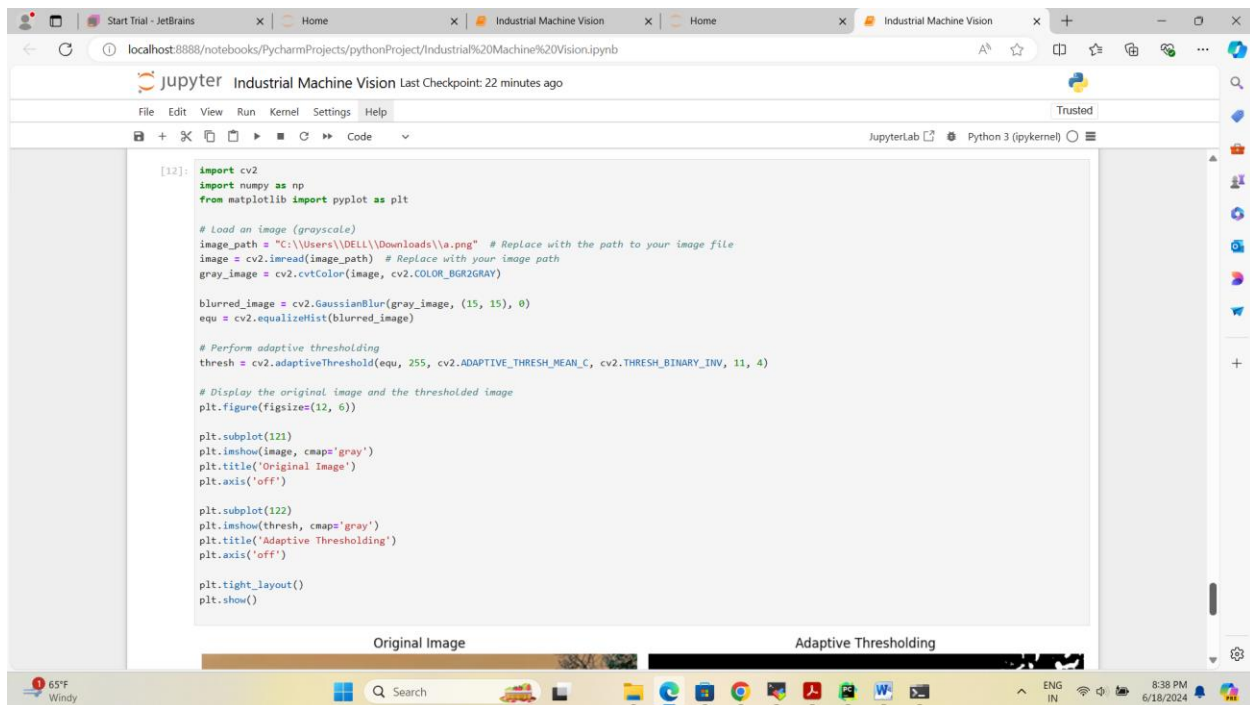 Start Trial - JetBrains
Home
Industrial Machine Vision
Home
Industrial Machine Vision
localhost:8888/notebooks/PycharmProjects/pythonProject/Industrial%20Machine%20Vision.ipynb
jupyter Industrial Machine Vision Last Checkpoint: 22 minutes ago
File Edit View Run Kernel Settings Help
Trusted
Code
JupyterLab
Python 3 (ipykernel)
[12]: import cv2
import numpy as np
from matplotlib import pyplot as plt
# Load an image (grayscale)
image_path = "C:\\Users\\DELL\\Downloads\\a.png"  # Replace with the path to your image file
image = cv2.imread(image_path)  # Replace with your image path
gray_image = cv2.cvtColor(image, cv2.COLOR_BGR2GRAY)
blurred_image = cv2.GaussianBlur(gray_image, (15, 15), 0)
equ = cv2.equalizeHist(blurred_image)
# Perform adaptive thresholding
thresh = cv2.adaptiveThreshold(equ, 255, cv2.ADAPTIVE_THRESH_MEAN_C, cv2.THRESH_BINARY_INV, 11, 4)
# Display the original image and the thresholded image
plt.figure(figsize=(12, 6))
plt.subplot(121)
plt.imshow(image, cmap='gray')
plt.title('Original Image')
plt.axis('off')
plt.subplot(122)
plt.imshow(thresh, cmap='gray')
plt.title('Adaptive Thresholding')
plt.axis('off')
plt.tight_layout()
plt.show()
Original Image
Adaptive Thresholding
1
65°F
Windy
Search
ENG
IN
8:38 PM
6/18/2024